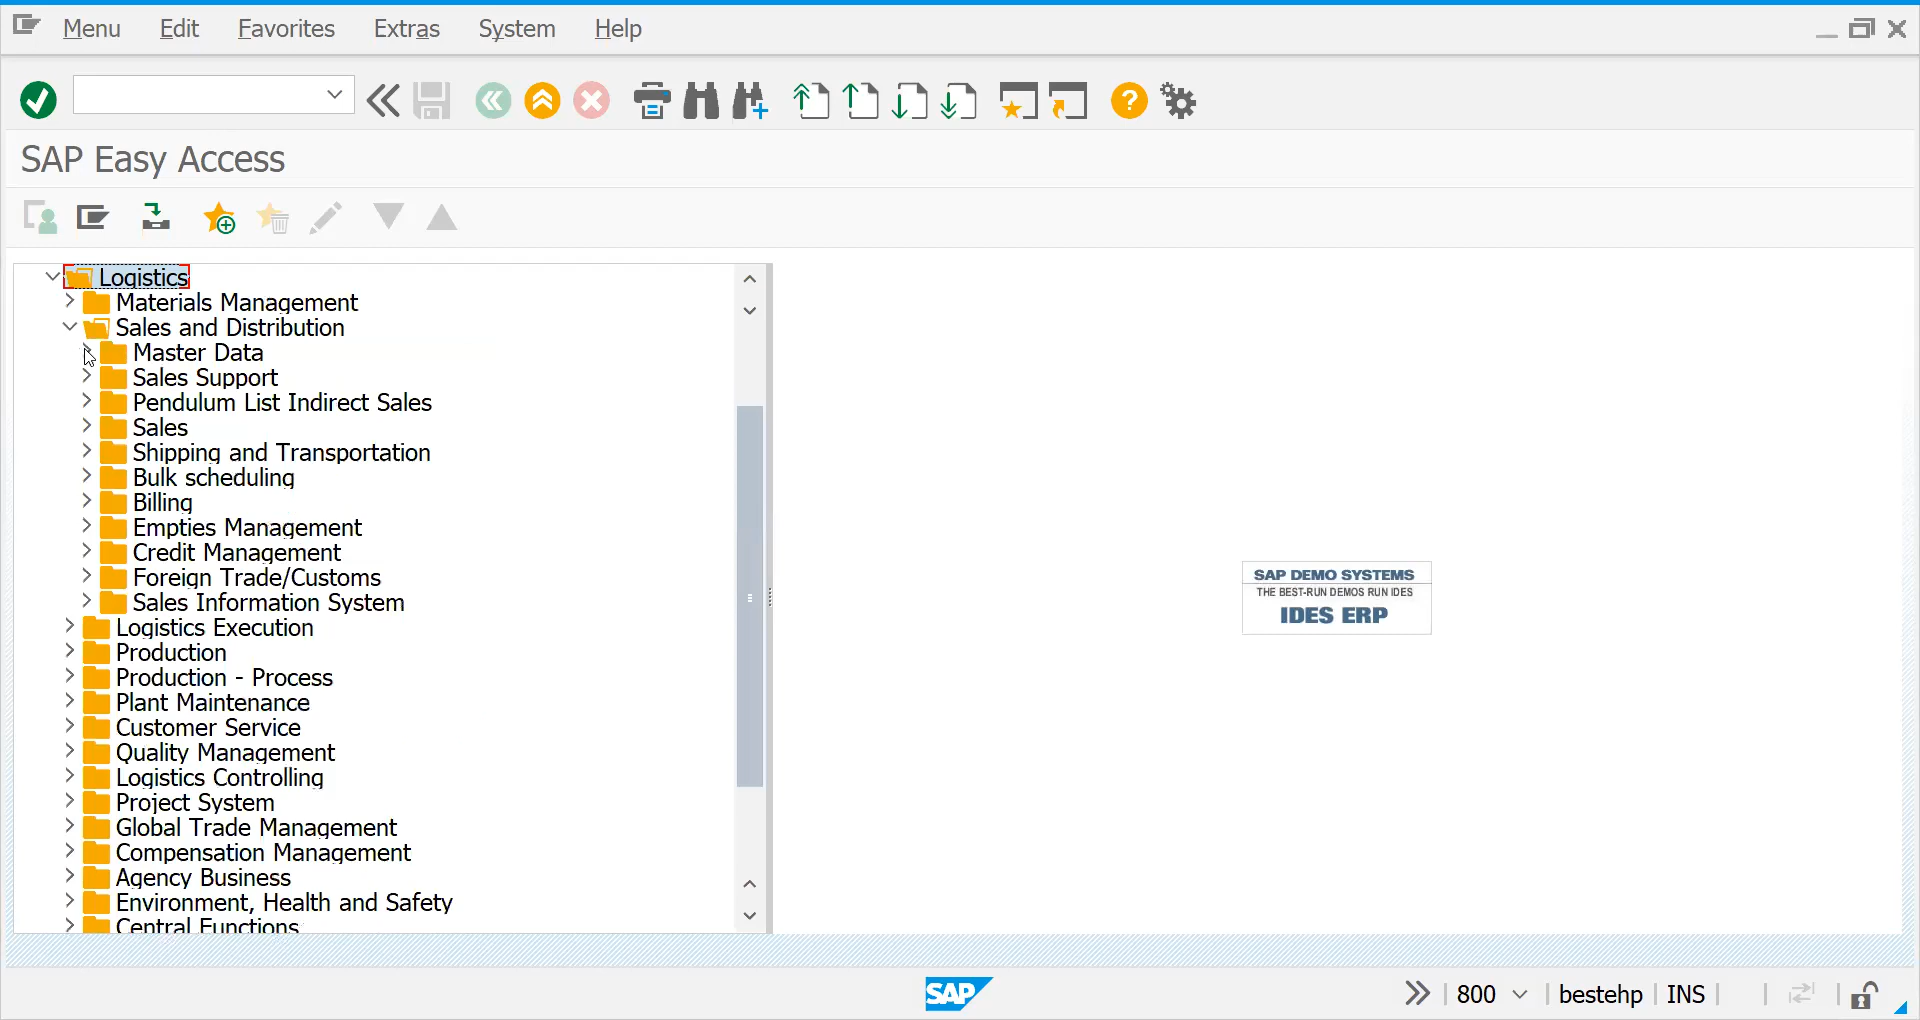 Menu Edit Favorites Extras System Help
SAP Easy Access
Logistics
Materials Management
Sales and Distribution
Master Data
Sales Support
Pendulum List Indirect Sales
Sales
Shipping and Transportation
Bulk scheduling
Billing
Empties Management
Credit Management
Foreign Trade/Customs
Sales Information System
Logistics Execution
Production
Production - Process
Plant Maintenance
Customer Service
Quality Management
Logistics Controlling
Project System
Global Trade Management
Compensation Management
Agency Business
Environment, Health and Safety
Central Functions
SAP DEMO SYSTEMS
THE BEST-RUN DEMOS RUN IDES
IDES ERP
SAP 800 bestehp INS